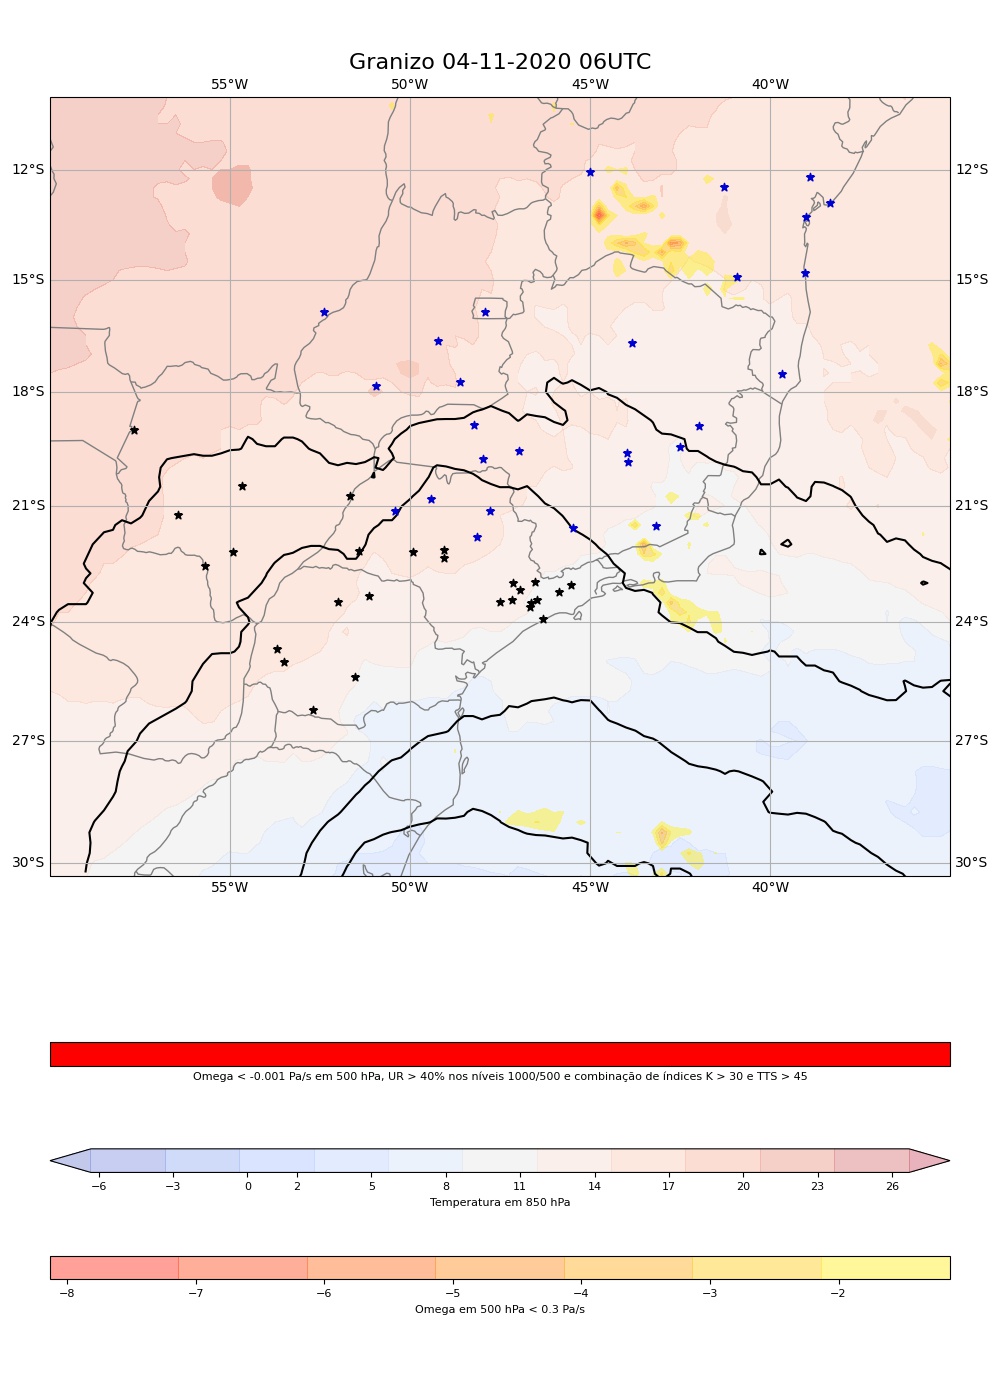 Granizo 04-11-2020 06UTC
55°W 50°W 45°W 40°W
12°S 12°S
15°S 15°S
18°S 18°S
21°S 21°S
24°S 24°S
27°S 27°S
30°S 30°S
55°W 50°W 45°W 40°W
Omega < -0.001 Pa/s em 500 hPa, UR > 40% nos níveis 1000/500 e combinação de índices K > 30 e TTS > 45
−6 −3 0 2 5 8 11 14 17 20 23 26
Temperatura em 850 hPa
−8 −7 −6 −5 −4 −3 −2
Omega em 500 hPa < 0.3 Pa/s